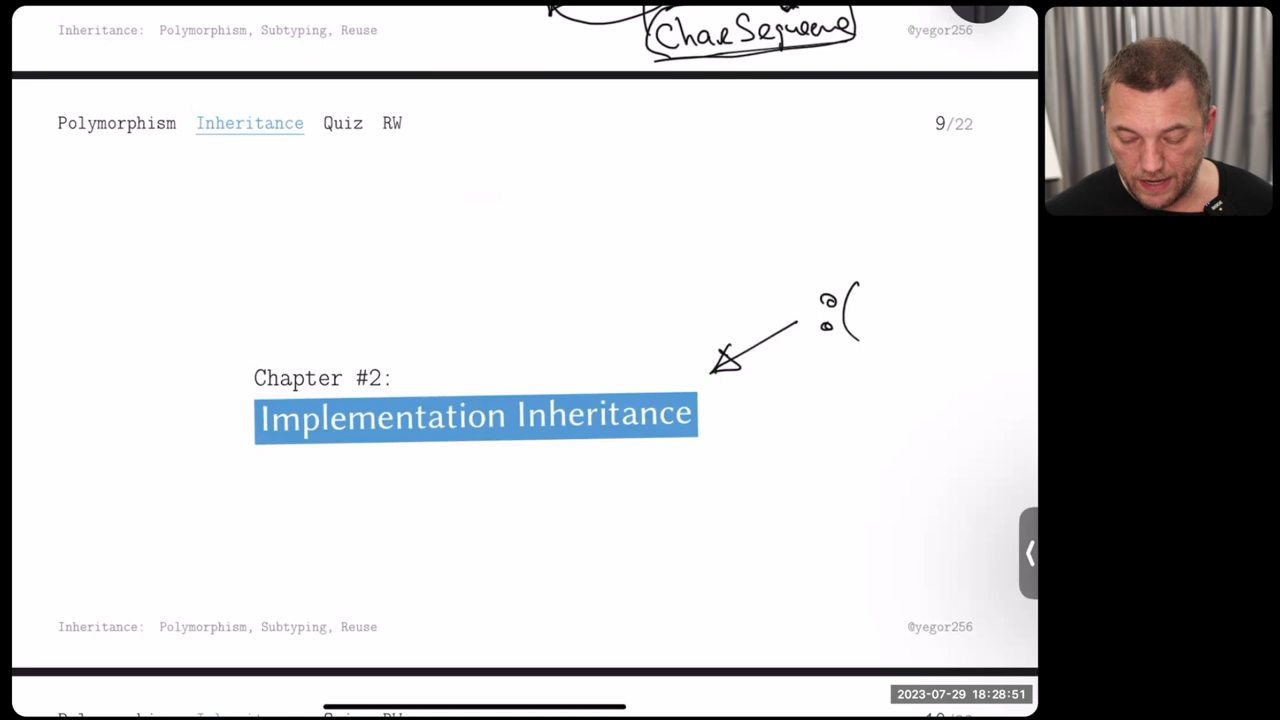 CharSequence
Inheritance: Polymorphism, Subtyping, Reuse
@yegor256
Polymorphism Inheritance Quiz RW
9/22
:(
Chapter #2:
Implementation Inheritance
Inheritance: Polymorphism, Subtyping, Reuse
@yegor256
2023-07-29 18:28:51